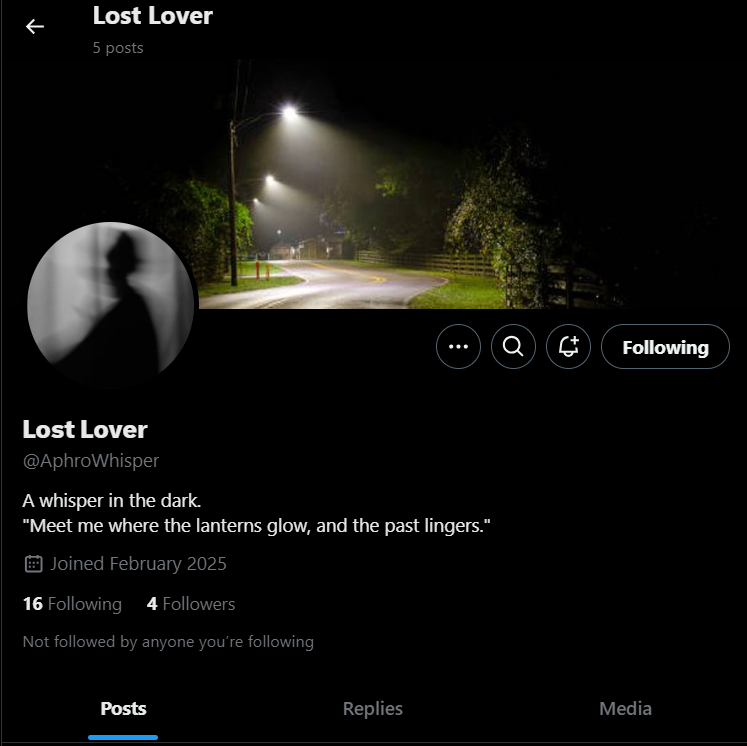 Lost Lover
5 posts
Following
Lost Lover
@AphroWhisper
A whisper in the dark.
"Meet me where the lanterns glow, and the past lingers."
Joined February 2025
16 Following 4 Followers
Not followed by anyone you're following
Posts Replies Media